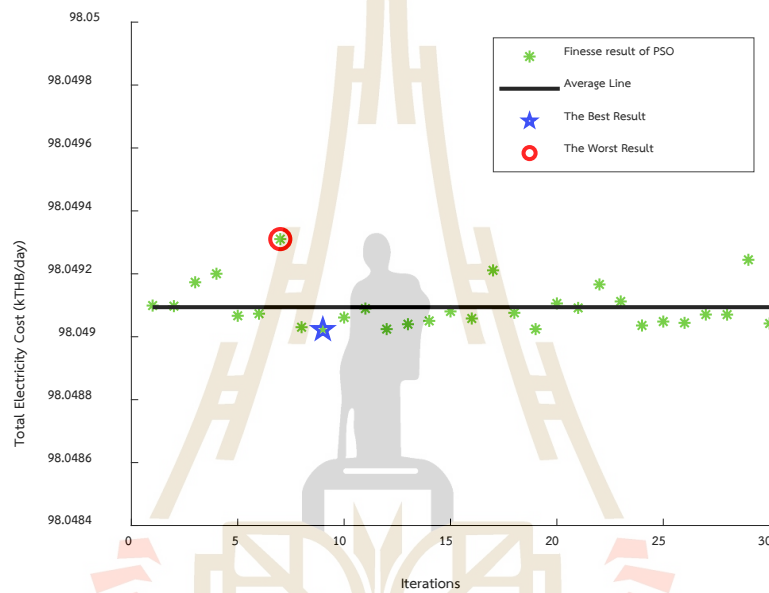 98.05
98.0498
98.0496
98.0494
98.0492
98.049
98.0488
98.0486
98.0484
Total Electricity Cost (kTHB/day)
0 5 10 15 20 25 30
Iterations
Finesse result of PSO
Average Line
The Best Result
The Worst Result